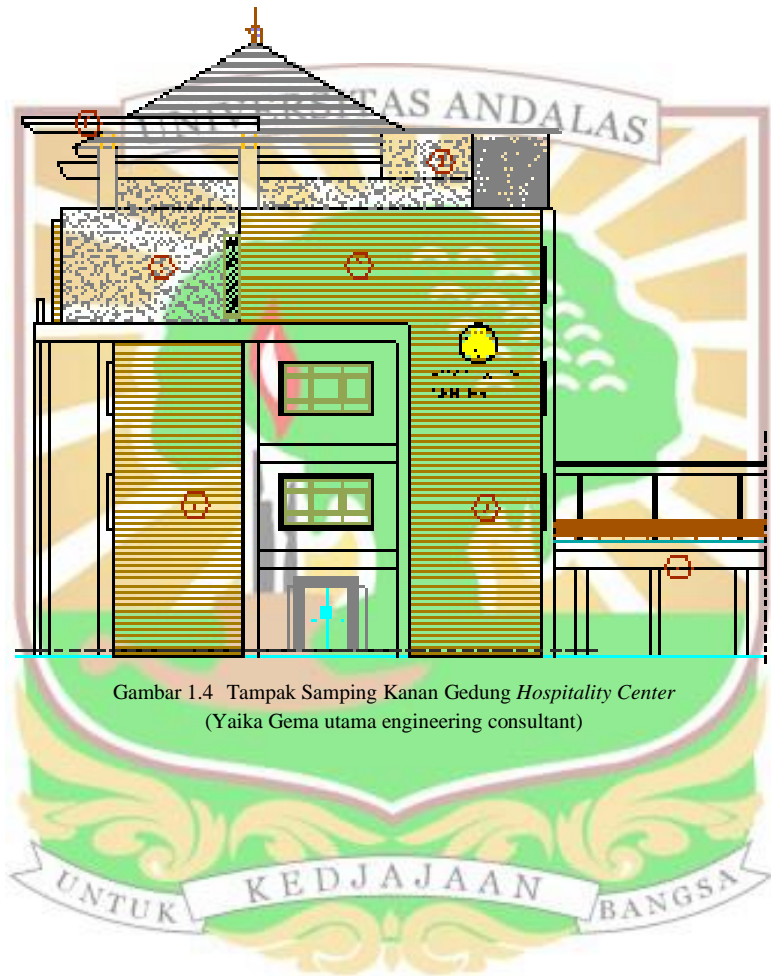 UNIVERSITAS ANDALAS
Gambar 1.4 Tampak Samping Kanan Gedung Hospitality Center
(Yaika Gema utama engineering consultant)
UNTUK KEDJAJAAN BANGSA